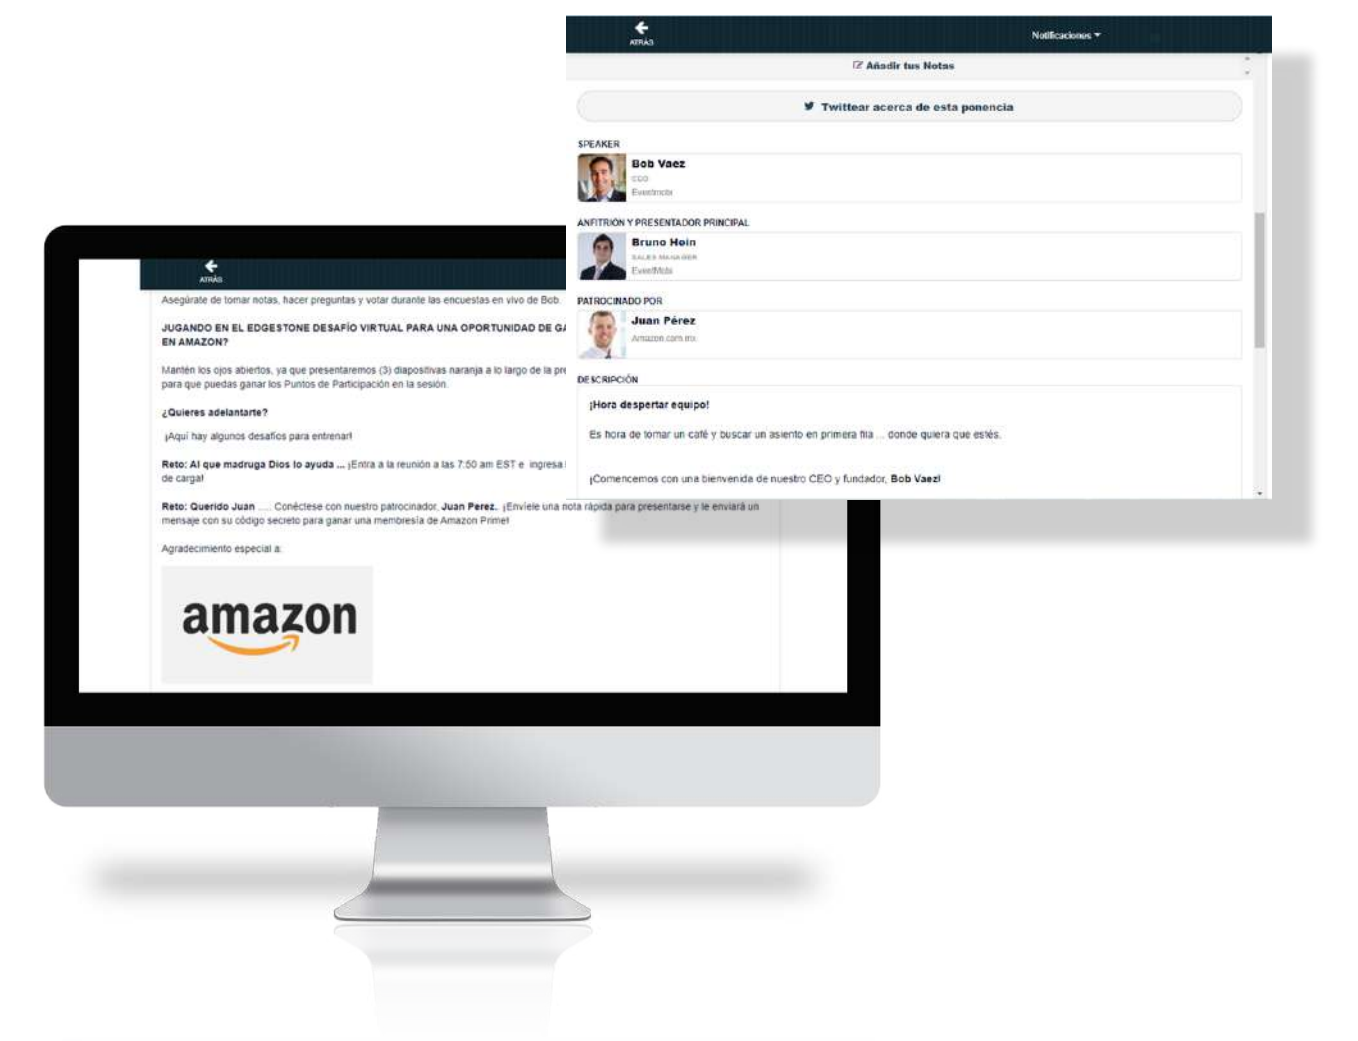 ATRÁS
Notificaciones
Añadir tus Notas
Twittear acerca de esta ponencia
SPEAKER
Bob Vaez
CEO
Eventmobi
ANFITRIÓN Y PRESENTADOR PRINCIPAL
Bruno Hein
SALES MANAGER
EventMobi
PATROCINADO POR
Juan Pérez
Amazon.com.mx
DESCRIPCIÓN
¡Hora despertar equipo!
Es hora de tomar un café y buscar un asiento en primera fila ... donde quiera que estés.
¡Comencemos con una bienvenida de nuestro CEO y fundador, Bob Vaez!
ATRÁS
Asegúrate de tomar notas, hacer preguntas y votar durante las encuestas en vivo de Bob.
JUGANDO EN EL EDGESTONE DESAFÍO VIRTUAL PARA UNA OPORTUNIDAD DE GA
EN AMAZON?
Mantén los ojos abiertos, ya que presentaremos (3) diapositivas naranja a lo largo de la pre
para que puedas ganar los Puntos de Participación en la sesión.
¿Quieres adelantarte?
¡Aquí hay algunos desafíos para entrenar!
Reto: Al que madruga Dios lo ayuda ... ¡Entra a la reunión a las 7:50 am EST e ingresa
de carga!
Reto: Querido Juan ..... Conéctese con nuestro patrocinador, Juan Perez. ¡Envíele una nota rápida para presentarse y le enviará un
mensaje con su código secreto para ganar una membresía de Amazon Prime!
Agradecimiento especial a:
amazon